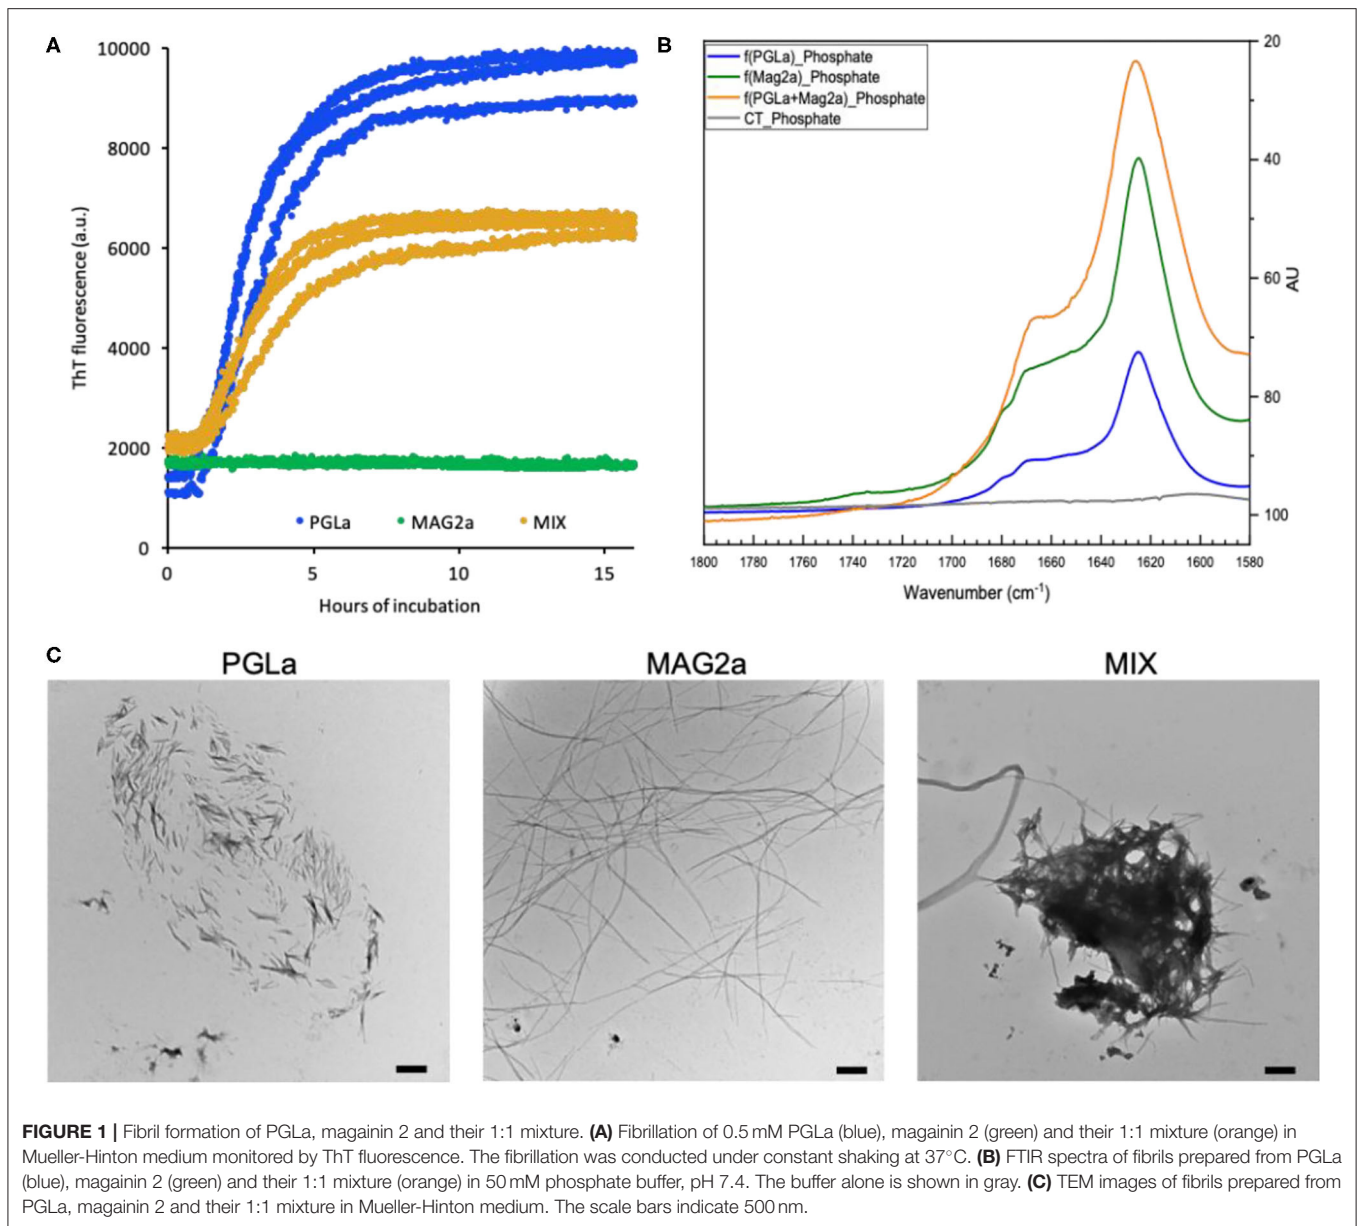 A
10000
8000
6000
4000
2000
0
ThT fluorescence (a.u.)
0 5 10 15
Hours of incubation
PGLa MAG2a MIX
B
f(PGLa)_Phosphate
f(Mag2a)_Phosphate
f(PGLa+Mag2a)_Phosphate
CT_Phosphate
20
40
60
80
100
AU
1800 1780 1760 1740 1720 1700 1680 1660 1640 1620 1600 1580
Wavenumber (cm⁻¹)
C
PGLa MAG2a MIX
FIGURE 1 | Fibril formation of PGLa, magainin 2 and their 1:1 mixture. (A) Fibrillation of 0.5 mM PGLa (blue), magainin 2 (green) and their 1:1 mixture (orange) in
Mueller-Hinton medium monitored by ThT fluorescence. The fibrillation was conducted under constant shaking at 37°C. (B) FTIR spectra of fibrils prepared from PGLa
(blue), magainin 2 (green) and their 1:1 mixture (orange) in 50 mM phosphate buffer, pH 7.4. The buffer alone is shown in gray. (C) TEM images of fibrils prepared from
PGLa, magainin 2 and their 1:1 mixture in Mueller-Hinton medium. The scale bars indicate 500 nm.